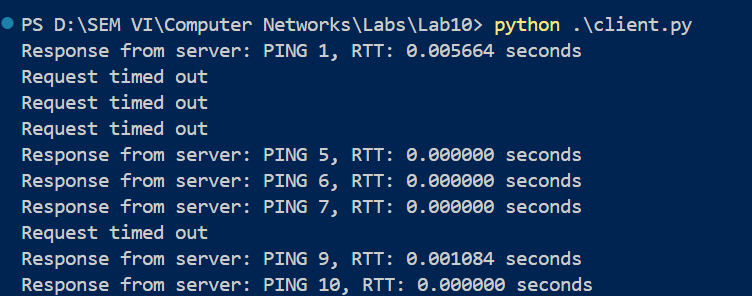 PS D:\SEM VI\Computer Networks\Labs\Lab10> python .\client.py
Response from server: PING 1, RTT: 0.005664 seconds
Request timed out
Request timed out
Request timed out
Response from server: PING 5, RTT: 0.000000 seconds
Response from server: PING 6, RTT: 0.000000 seconds
Response from server: PING 7, RTT: 0.000000 seconds
Request timed out
Response from server: PING 9, RTT: 0.001084 seconds
Response from server: PING 10, RTT: 0.000000 seconds